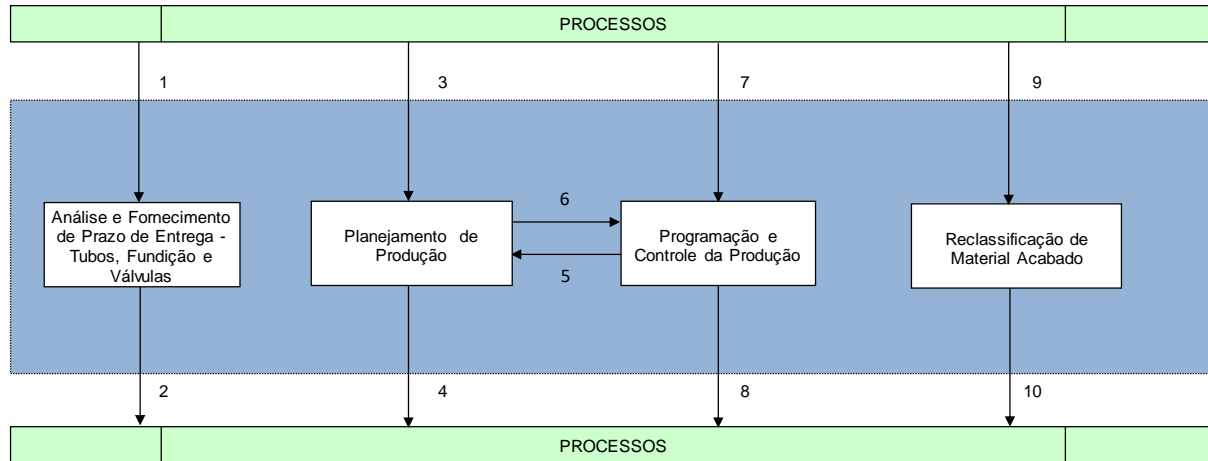 PROCESSOS
1
3
7
9
Análise e Fornecimento
de Prazo de Entrega -
Tubos, Fundição e
Válvulas
Planejamento de
Produção
6
5
Programação e
Controle da Produção
Reclassificação de
Material Acabado
2
4
8
10
PROCESSOS